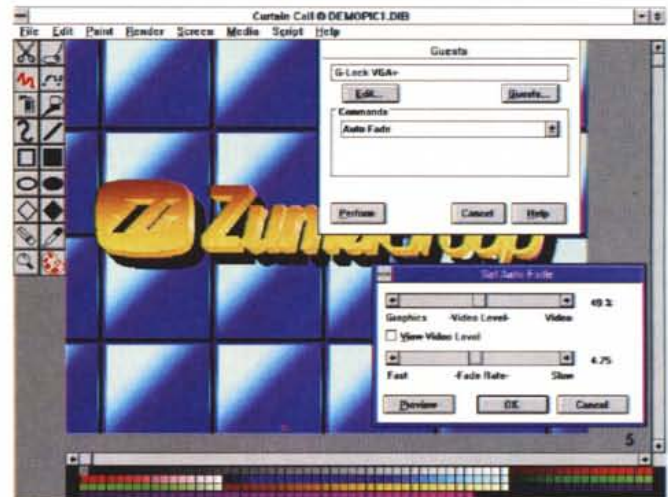 Curtain Call © DEMOPIC1.DIB
File Edit Paint Render Screen Media Script Help
Guests
G-Lock VGA+
Edit... Guests...
Commands
Auto Fade
Perform Cancel Help
ZumaGroup
Set Auto Fade
49 %
Graphics -Video Level- Video
View Video Level
4.75
Fast -Fade Rate- Slow
Preview OK Cancel
5